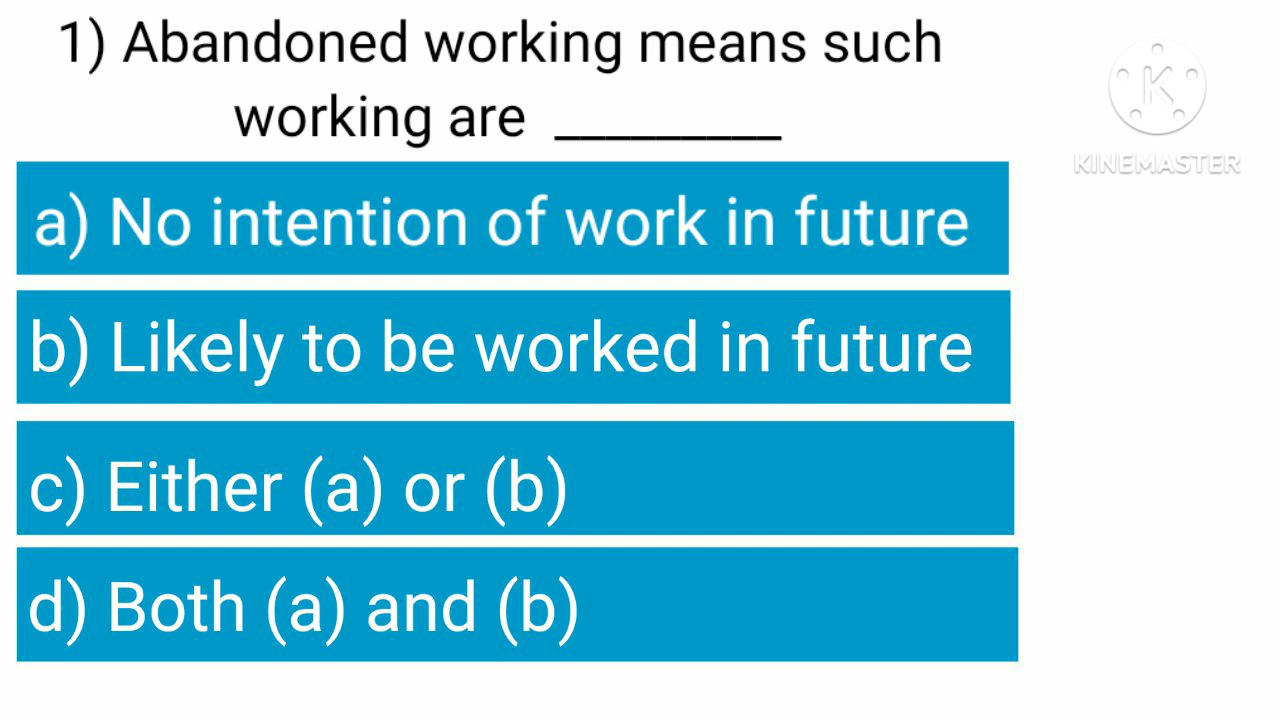 1) Abandoned working means such
working are _________
a) No intention of work in future
b) Likely to be worked in future
c) Either (a) or (b)
d) Both (a) and (b)
K
KINEMASTER